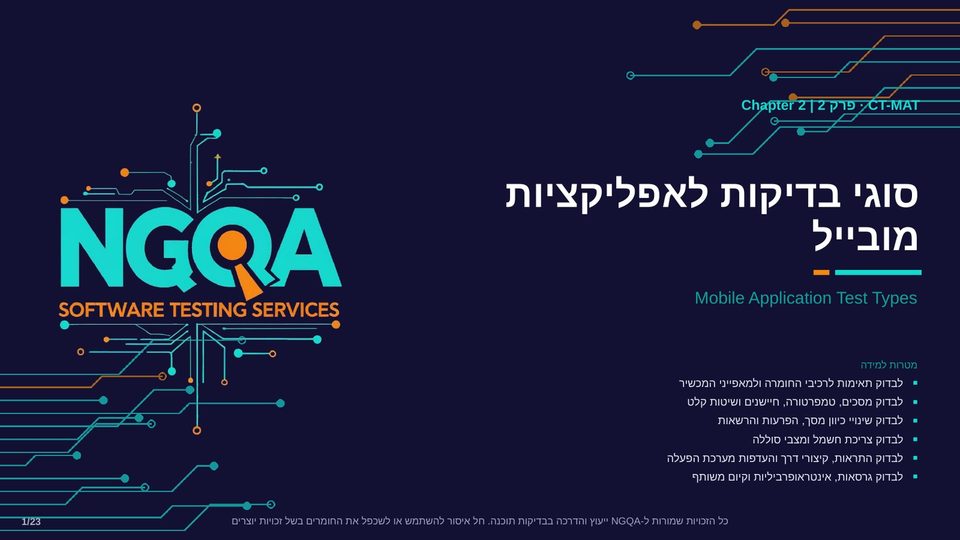 CT-MAT · פרק 2 | Chapter 2
סוגי בדיקות לאפליקציות
מובייל
Mobile Application Test Types
NGQA
SOFTWARE TESTING SERVICES
מטרות למידה
לבדוק תאימות לרכיבי החומרה ולמאפייני המכשיר
לבדוק מסכים, טמפרטורה, חיישנים ושיטות קלט
לבדוק שינויי כיוון מסך, הפרעות והרשאות
לבדוק צריכת חשמל ומצבי סוללה
לבדוק התראות, קיצורי דרך והעדפות מערכת הפעלה
לבדוק גרסאות, אינטראופרביליות וקיום משותף
כל הזכויות שמורות ל-NGQA ייעוץ והדרכה בבדיקות תוכנה. חל איסור להשתמש או לשכפל את החומרים בשל זכויות יוצרים
1/23